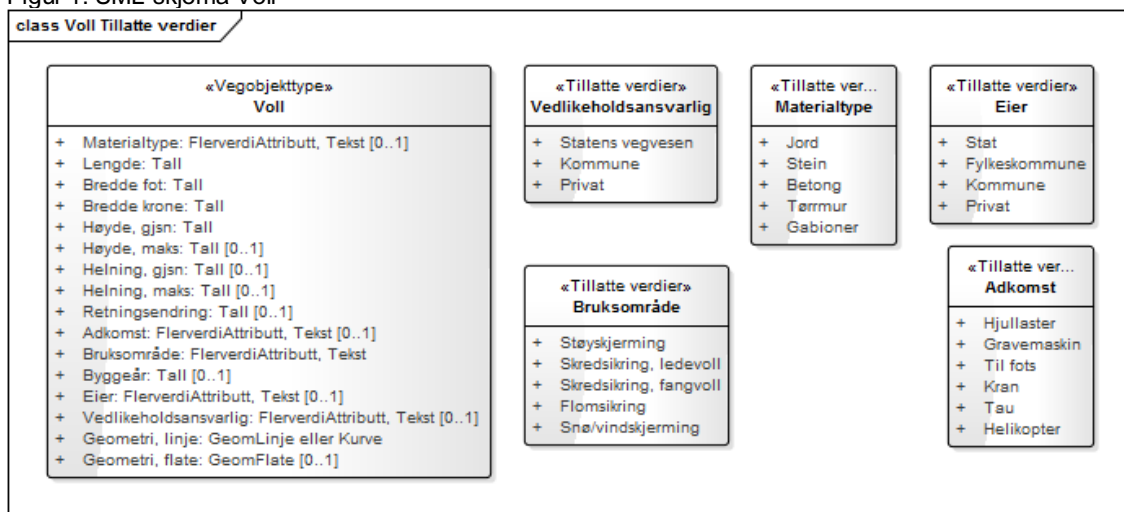 class Voll Tillatte verdier
«Vegobjekttype»
Voll
+ Materialtype: FlerverdiAttributt, Tekst [0..1]
+ Lengde: Tall
+ Bredde fot: Tall
+ Bredde krone: Tall
+ Høyde, gjsn: Tall
+ Høyde, maks: Tall [0..1]
+ Helning, gjsn: Tall [0..1]
+ Helning, maks: Tall [0..1]
+ Retningsendring: Tall [0..1]
+ Adkomst: FlerverdiAttributt, Tekst [0..1]
+ Bruksområde: FlerverdiAttributt, Tekst
+ Byggeår: Tall [0..1]
+ Eier: FlerverdiAttributt, Tekst [0..1]
+ Vedlikeholdsansvarlig: FlerverdiAttributt, Tekst [0..1]
+ Geometri, linje: GeomLinje eller Kurve
+ Geometri, flate: GeomFlate [0..1]
«Tillatte verdier»
Vedlikeholdsansvarlig
+ Statens vegvesen
+ Kommune
+ Privat
«Tillatte ver...
Materialtype
+ Jord
+ Stein
+ Betong
+ Tørrmur
+ Gabioner
«Tillatte verdier»
Eier
+ Stat
+ Fylkeskommune
+ Kommune
+ Privat
«Tillatte verdier»
Bruksområde
+ Støyskjerming
+ Skredsikring, ledevoll
+ Skredsikring, fangvoll
+ Flomsikring
+ Snø/vindskjerming
«Tillatte ver...
Adkomst
+ Hjullaster
+ Gravemaskin
+ Til fots
+ Kran
+ Tau
+ Helikopter